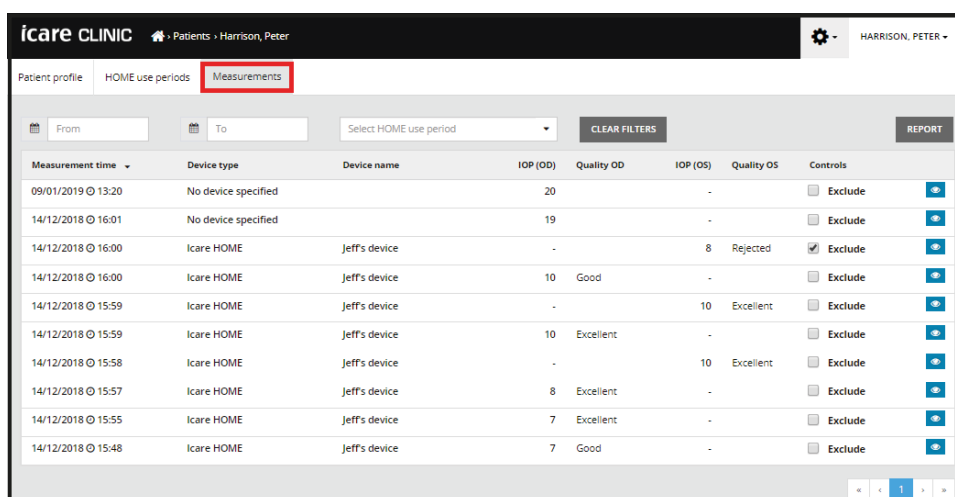 icare CLINIC › Patients › Harrison, Peter HARRISON, PETER
Patient profile HOME use periods Measurements
From To Select HOME use period CLEAR FILTERS REPORT
Measurement time Device type Device name IOP (OD) Quality OD IOP (OS) Quality OS Controls
09/01/2019 13:20 No device specified 20 - Exclude
14/12/2018 16:01 No device specified 19 - Exclude
14/12/2018 16:00 Icare HOME Jeff's device - 8 Rejected Exclude
14/12/2018 16:00 Icare HOME Jeff's device 10 Good - Exclude
14/12/2018 15:59 Icare HOME Jeff's device - 10 Excellent Exclude
14/12/2018 15:59 Icare HOME Jeff's device 10 Excellent - Exclude
14/12/2018 15:58 Icare HOME Jeff's device - 10 Excellent Exclude
14/12/2018 15:57 Icare HOME Jeff's device 8 Excellent - Exclude
14/12/2018 15:55 Icare HOME Jeff's device 7 Excellent - Exclude
14/12/2018 15:48 Icare HOME Jeff's device 7 Good - Exclude
« ‹ 1 › »